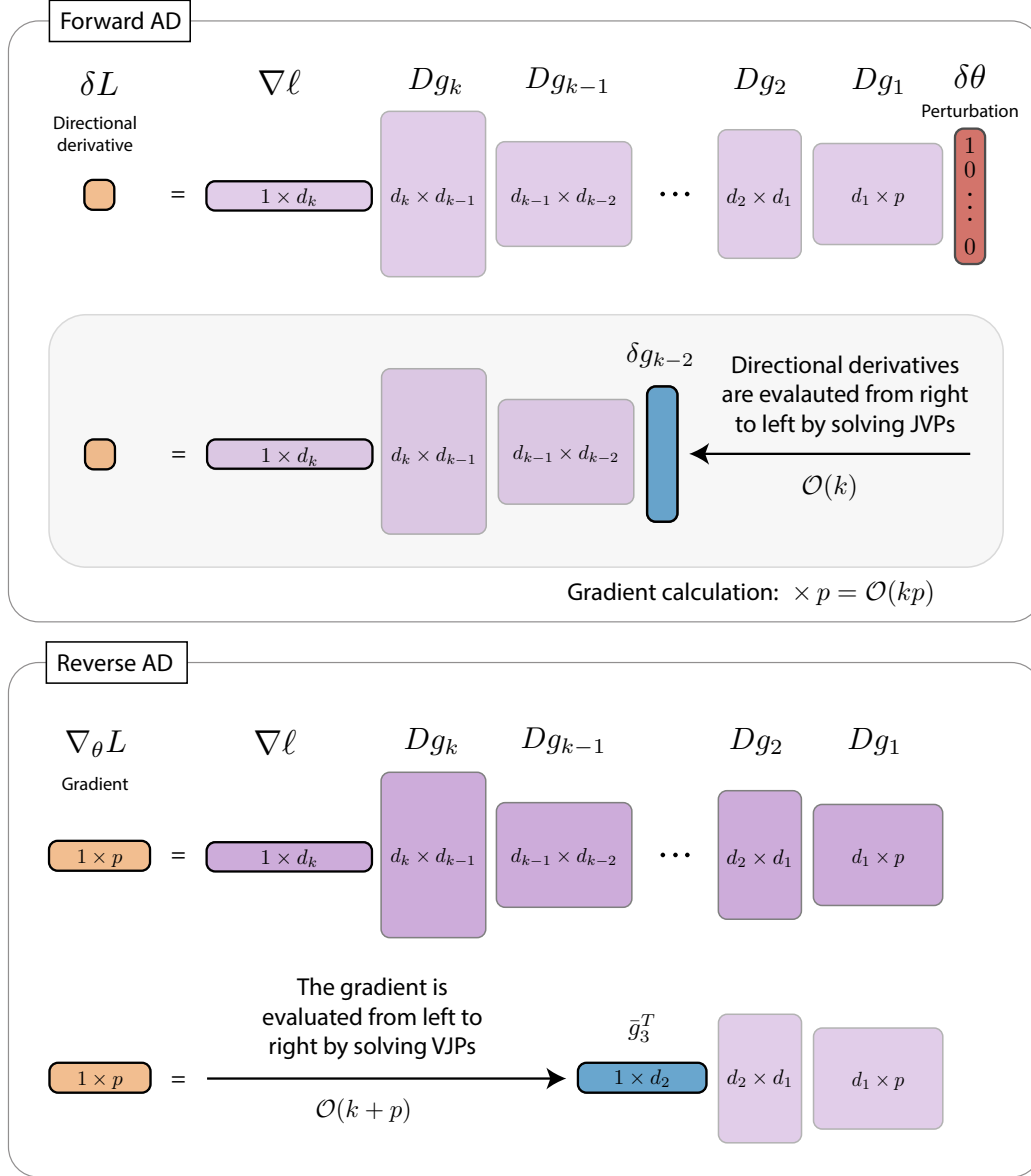 Forward AD
δL ∇ℓ Dg_k Dg_{k−1} Dg_2 Dg_1 δθ
Directional
derivative
Perturbation
= 1 × d_k d_k × d_{k−1} d_{k−1} × d_{k−2} ⋯ d_2 × d_1 d_1 × p
1
0
⋮
0
δg_{k−2}
Directional derivatives
are evalauted from right
to left by solving JVPs
= 1 × d_k d_k × d_{k−1} d_{k−1} × d_{k−2}
𝒪(k)
Gradient calculation: × p = 𝒪(kp)
Reverse AD
∇_θL ∇ℓ Dg_k Dg_{k−1} Dg_2 Dg_1
Gradient
1 × p = 1 × d_k d_k × d_{k−1} d_{k−1} × d_{k−2} ⋯ d_2 × d_1 d_1 × p
The gradient is
evaluated from left to
right by solving VJPs
ḡ_3^T
1 × p = 1 × d_2 d_2 × d_1 d_1 × p
𝒪(k + p)